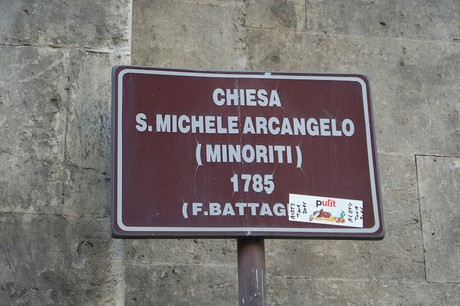 CHIESA
S. MICHELE ARCANGELO
(MINORITI)
1785
(F. BATTAG
pulit